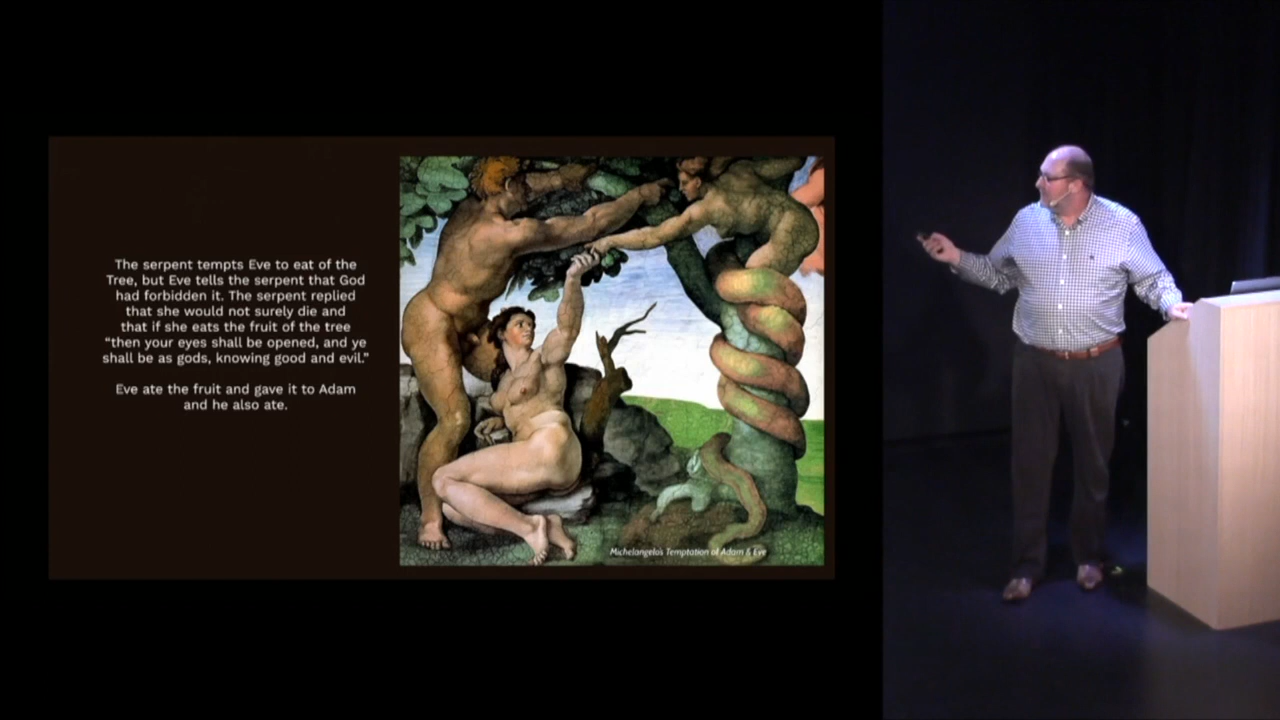 The serpent tempts Eve to eat of the
Tree, but Eve tells the serpent that God
had forbidden it. The serpent replied
that she would not surely die and
that if she eats the fruit of the tree
“then your eyes shall be opened, and ye
shall be as gods, knowing good and evil.”
Eve ate the fruit and gave it to Adam
and he also ate.
Michelangelo's Temptation of Adam & Eve